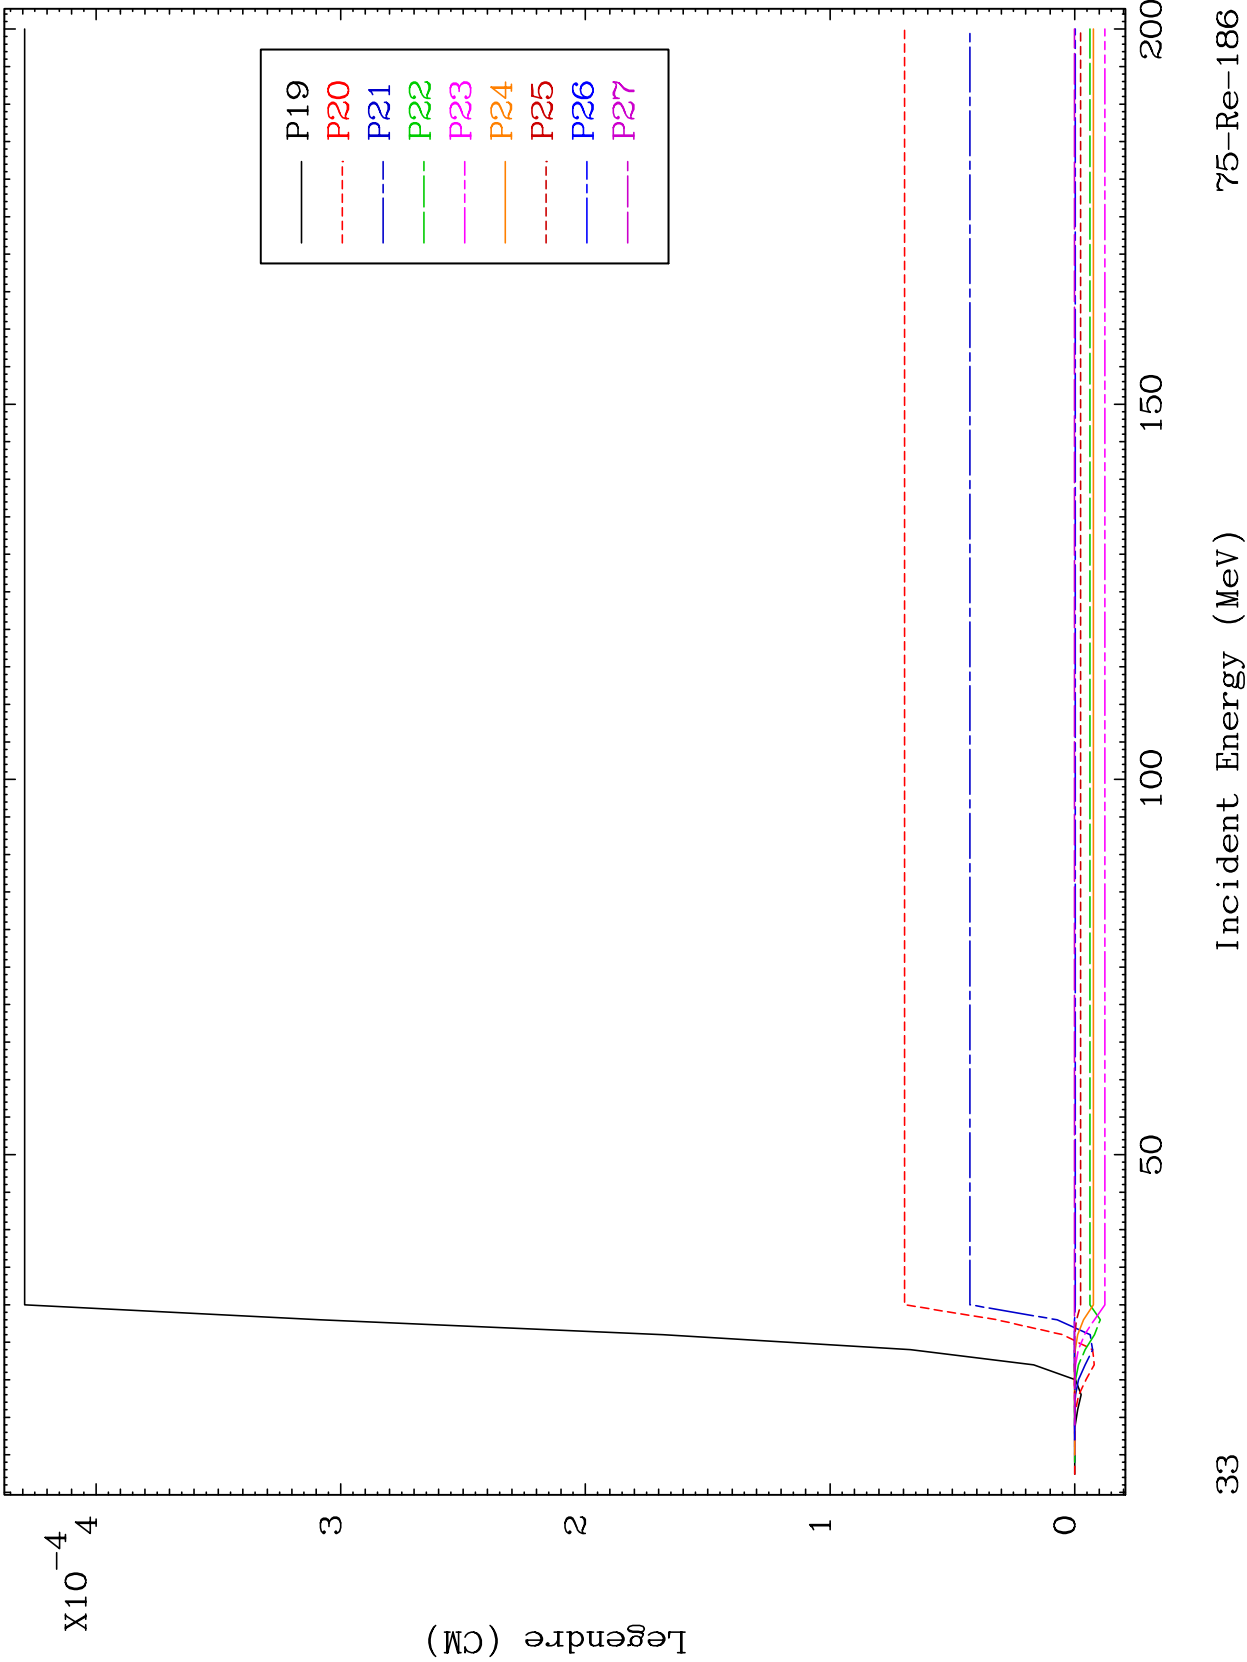 X10-4
4
3
2
1
0
Legendre (CM)
P19
P20
P21
P22
P23
P24
P25
P26
P27
50
100
150
200
Incident Energy (MeV)
33
75-Re-186